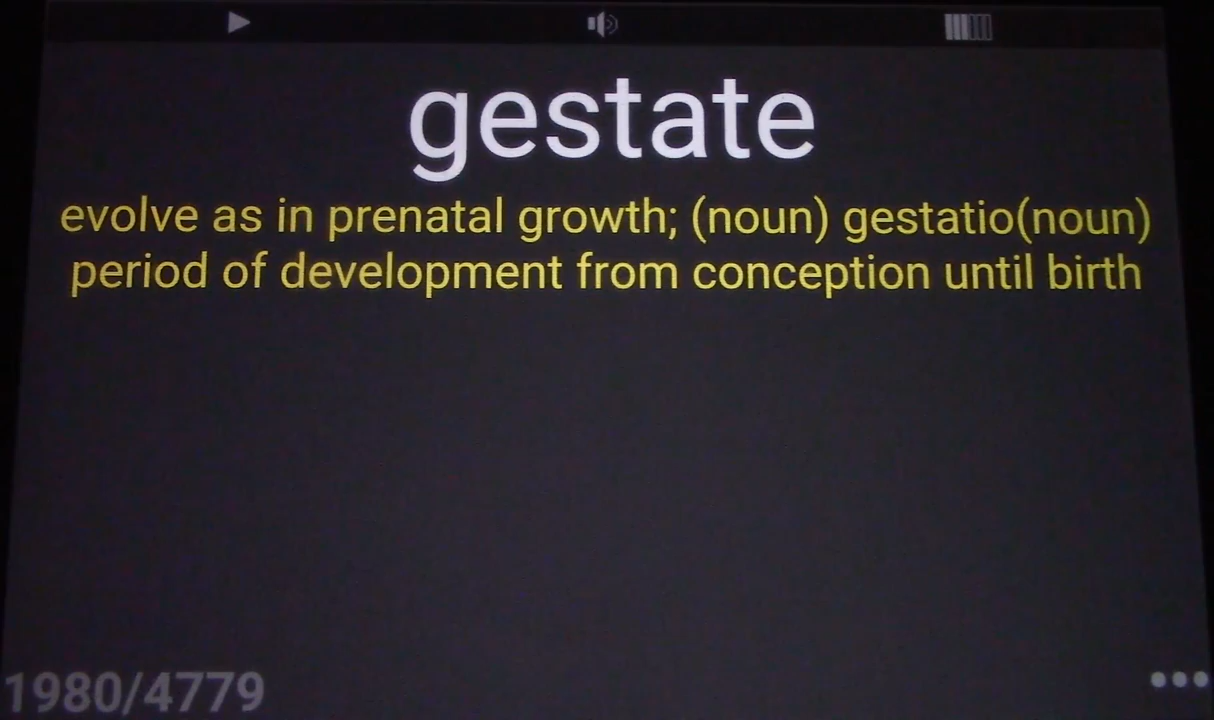 gestate
evolve as in prenatal growth; (noun) gestatio(noun)
period of development from conception until birth
1980/4779